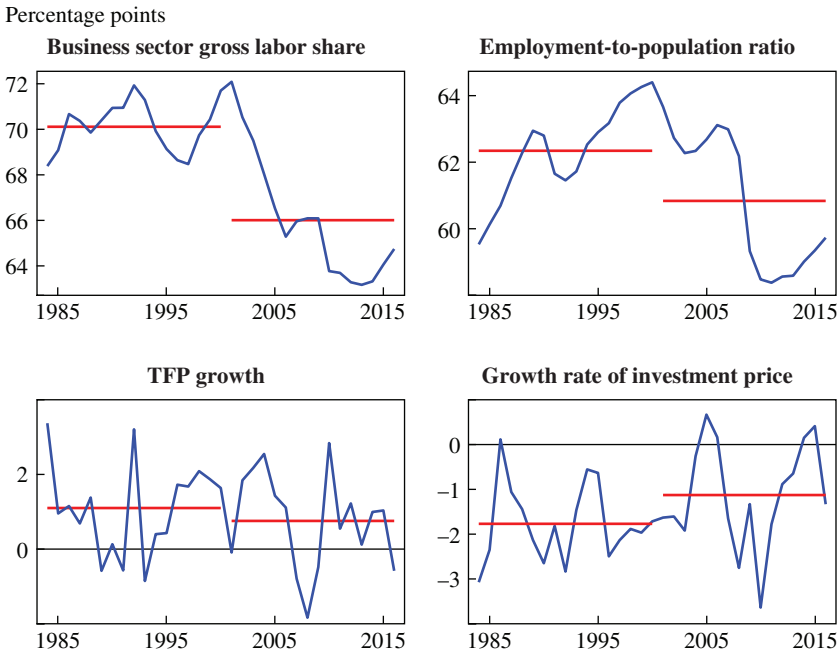 Percentage points
Business sector gross labor share
72
70
68
66
64
1985 1995 2005 2015
Employment-to-population ratio
64
62
60
1985 1995 2005 2015
TFP growth
2
0
1985 1995 2005 2015
Growth rate of investment price
0
−1
−2
−3
1985 1995 2005 2015